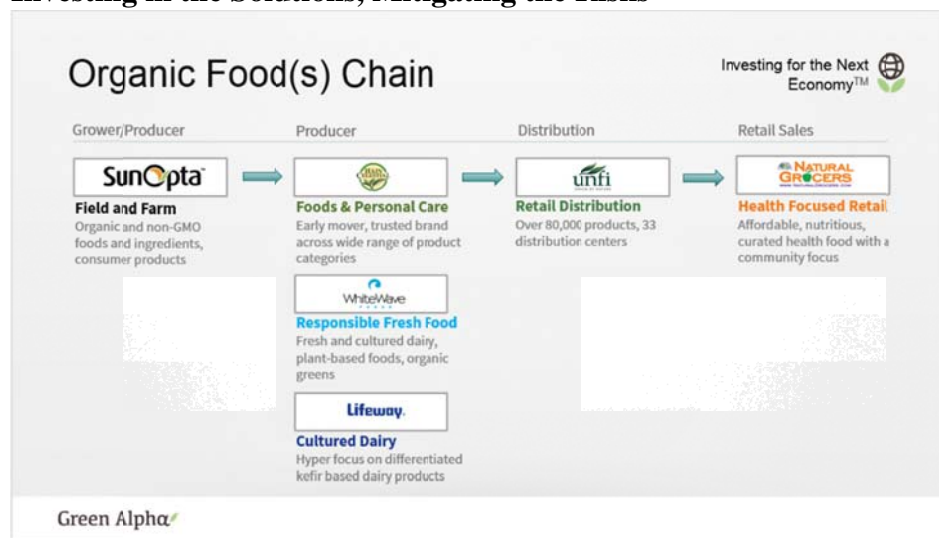 Investing in the Solutions, Mitigating the Risks
Organic Food(s) Chain
Investing for the Next
Economy™
Grower/Producer
Producer
Distribution
Retail Sales
SunOpta
Field and Farm
Organic and non-GMO
foods and ingredients,
consumer products
Foods & Personal Care
Early mover, trusted brand
across wide range of product
categories
WhiteWave
Responsible Fresh Food
Fresh and cultured dairy,
plant-based foods, organic
greens
Lifeway.
Cultured Dairy
Hyper focus on differentiated
kefir based dairy products
unfi
Retail Distribution
Over 80,000 products, 33
distribution centers
NATURAL
GROCERS
WWW.NATURALGROCERS.COM
Health Focused Retail
Affordable, nutritious,
curated health food with a
community focus
Green Alpha